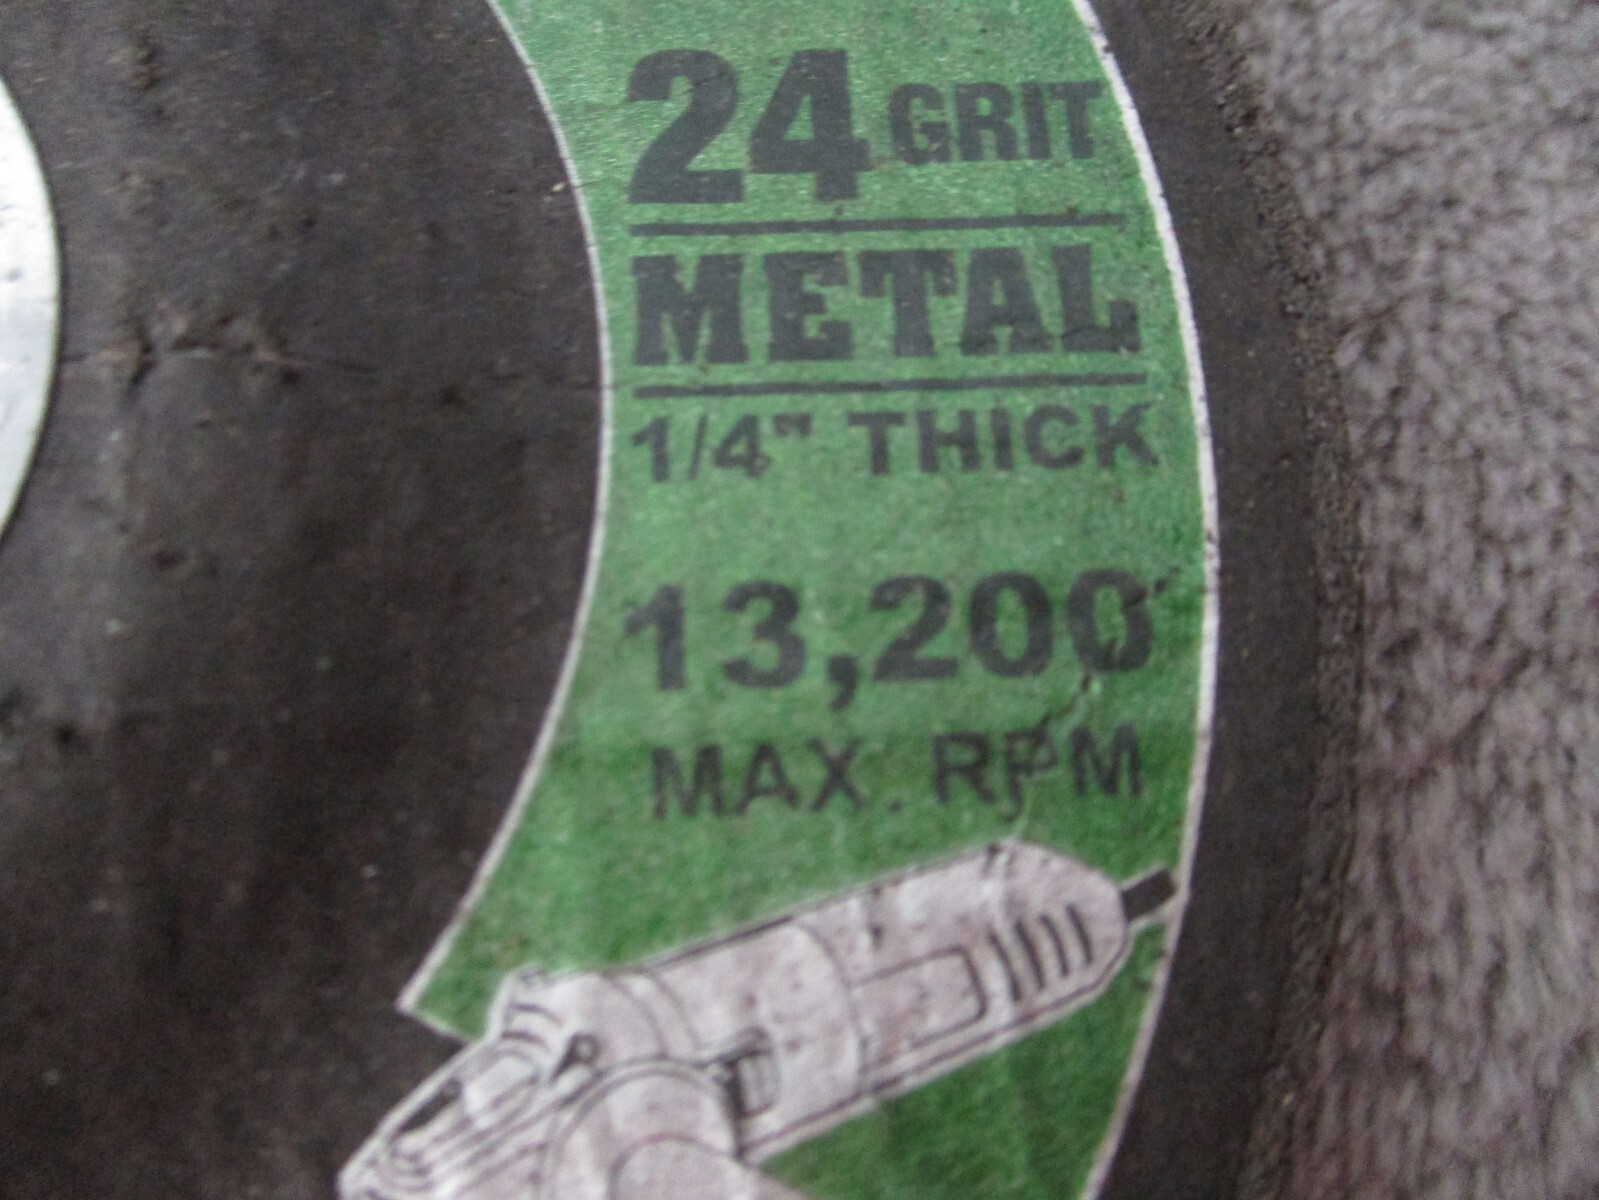 24 GRIT
METAL
1/4" THICK
13,200
MAX. RPM